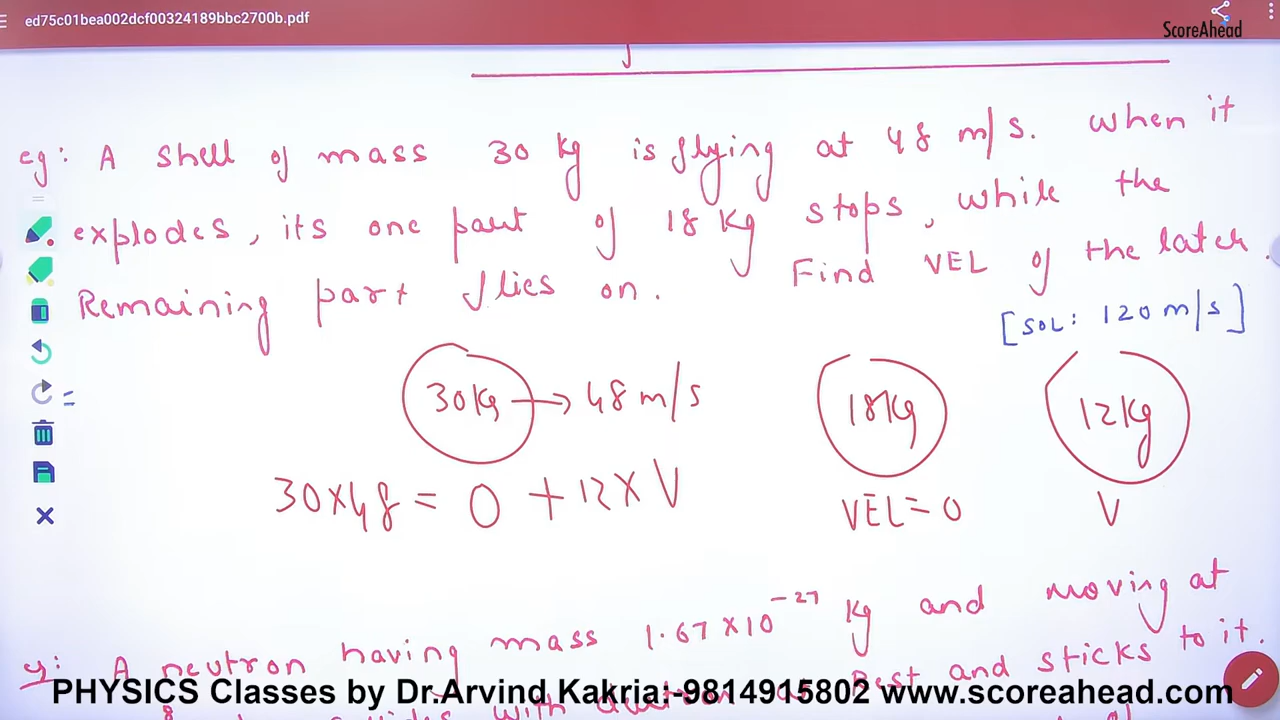 ed75c01bea002dcf00324189bbc2700b.pdf
ScoreAhead
eg: A shell of mass 30 kg is flying at 48 m/s. when it
explodes, its one part of 18 Kg stops, while the
Remaining part flies on. Find VEL of the later.
[SOL: 120 m/s]
30Kg → 48 m/s 18Kg 12Kg
30×48 = 0 + 12 × V VEL = 0 V
eg: A neutron having mass 1.67 × 10⁻²⁷ kg and moving at
Rest and sticks to it.
PHYSICS Classes by Dr.Arvind Kakria:-9814915802 www.scoreahead.com